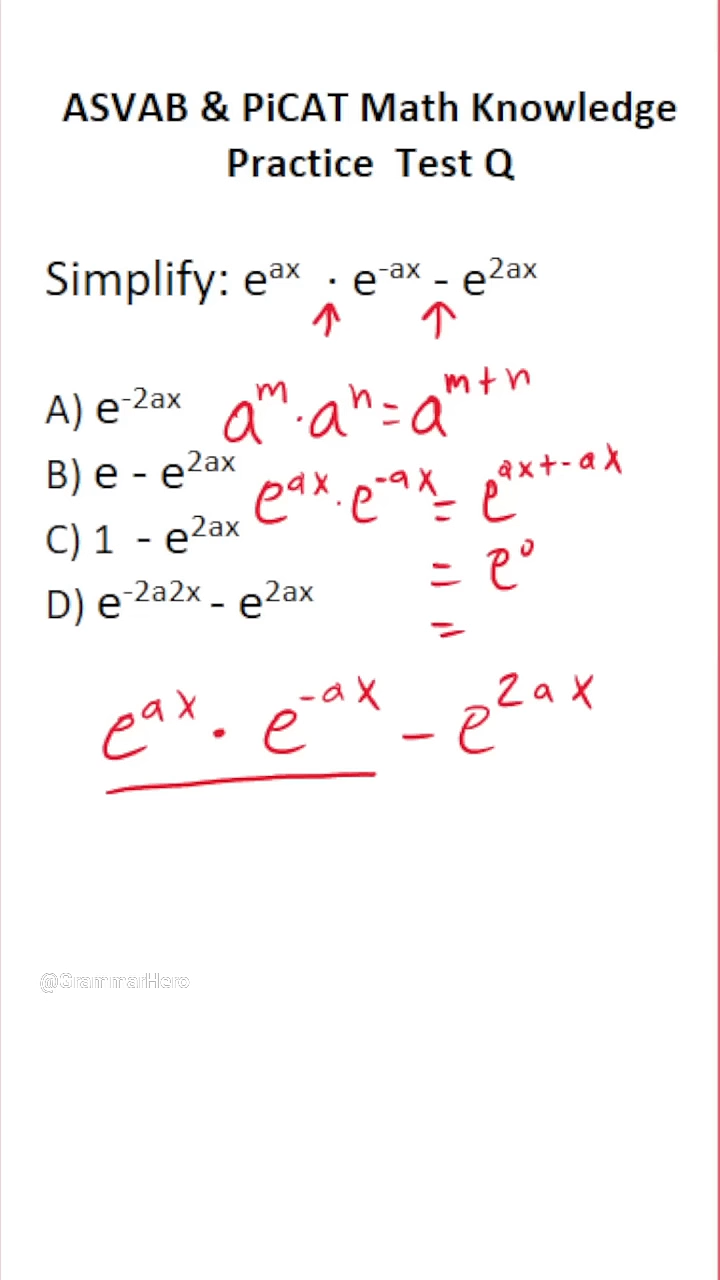 ASVAB & PiCAT Math Knowledge
Practice Test Q
Simplify: e^ax · e^-ax - e^2ax
↑ ↑
A) e^-2ax
a^m · a^n = a^m+n
B) e - e^2ax
e^ax · e^-ax = e^ax+-ax
C) 1 - e^2ax
= e^0
D) e^-2a2x - e^2ax
=
e^ax · e^-ax - e^2ax
@GrammarHero